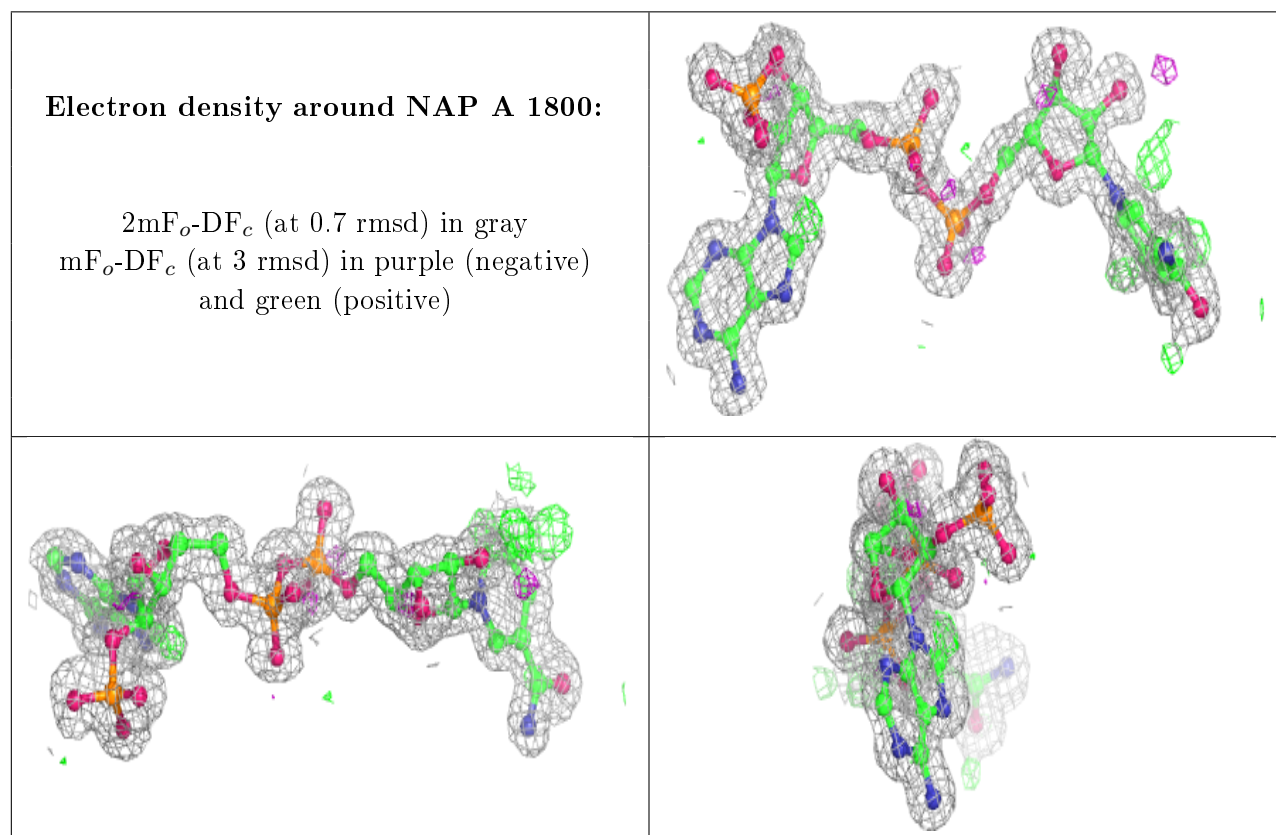 Electron density around NAP A 1800:
2mFₒ-DF𝒸 (at 0.7 rmsd) in gray
mFₒ-DF𝒸 (at 3 rmsd) in purple (negative)
and green (positive)